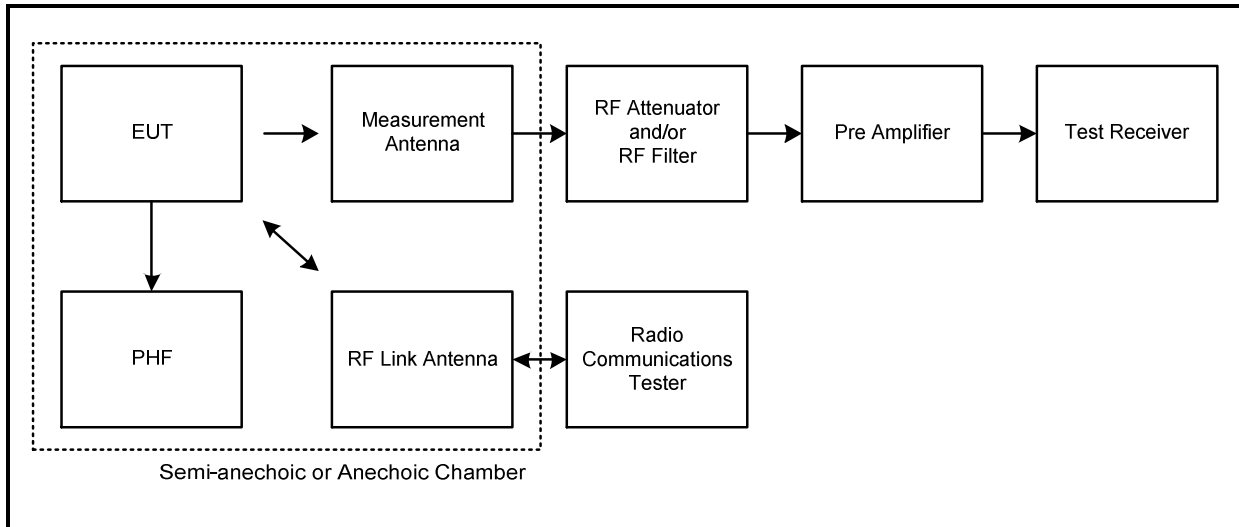 EUT
Measurement
Antenna
RF Attenuator
and/or
RF Filter
Pre Amplifier
Test Receiver
PHF
RF Link Antenna
Radio
Communications
Tester
Semi-anechoic or Anechoic Chamber